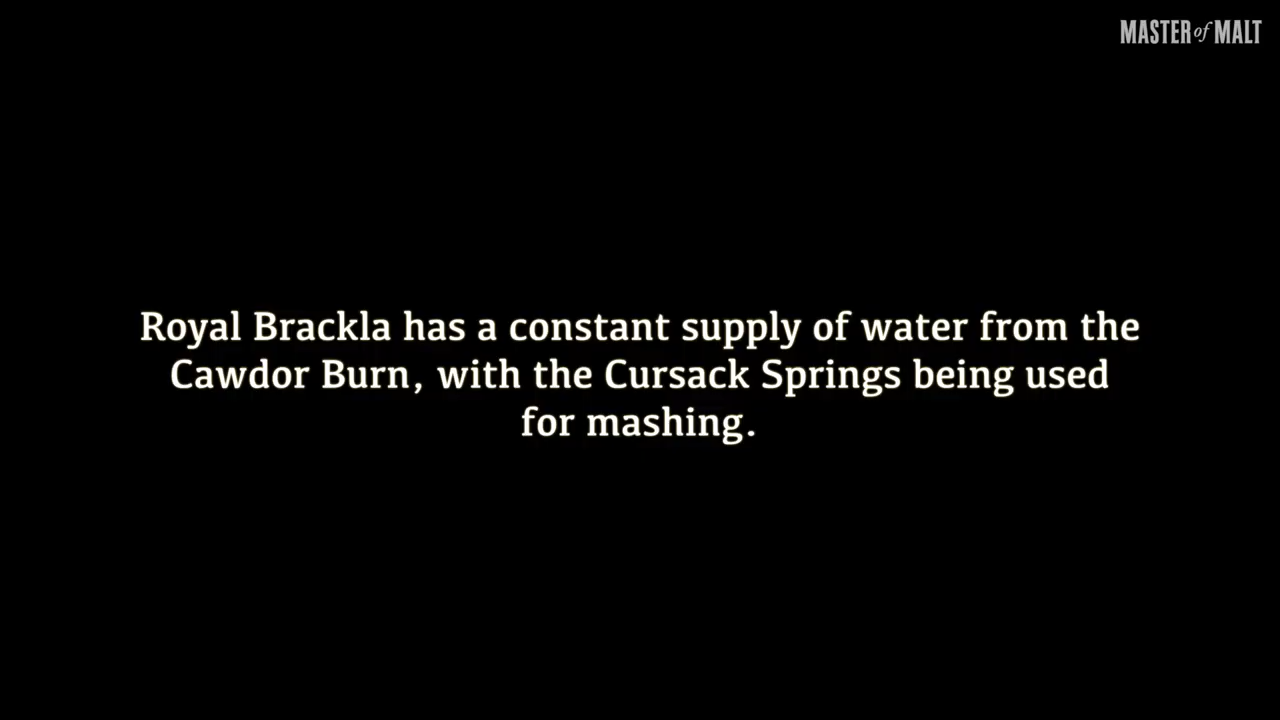 MASTER of MALT
Royal Brackla has a constant supply of water from the
Cawdor Burn, with the Cursack Springs being used
for mashing.